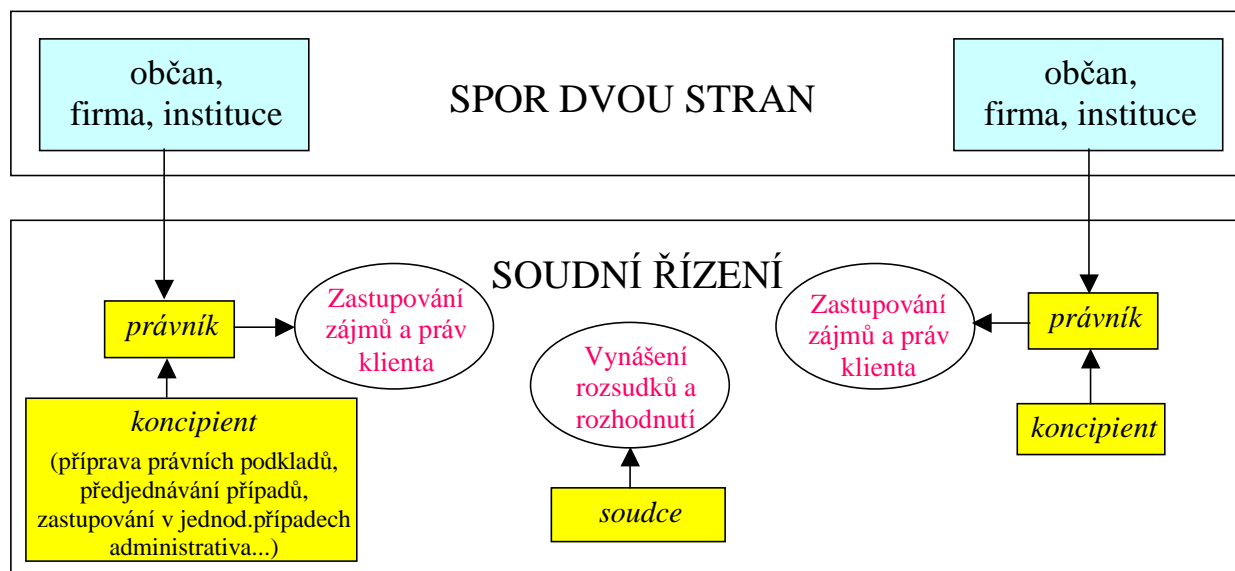 občan,
firma, instituce
SPOR DVOU STRAN
občan,
firma, instituce
SOUDNÍ ŘÍZENÍ
právník
Zastupování
zájmů a práv
klienta
koncipient
(příprava právních podkladů,
předjednávání případů,
zastupování v jednod.případech
administrativa...)
Vynášení
rozsudků a
rozhodnutí
soudce
Zastupování
zájmů a práv
klienta
právník
koncipient